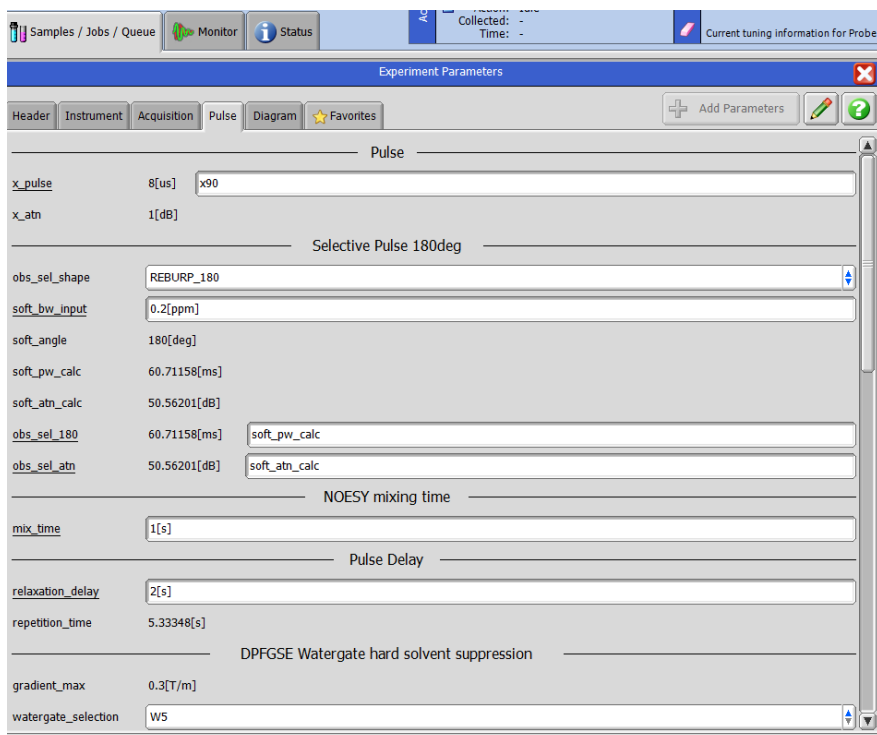 Samples / Jobs / Queue Monitor Status
Collected: -
Time: -
Current tuning information for Probe
Experiment Parameters
Header Instrument Acquisition Pulse Diagram Favorites Add Parameters
Pulse
x_pulse 8[us] x90
x_atn 1[dB]
Selective Pulse 180deg
obs_sel_shape REBURP_180
soft_bw_input 0.2[ppm]
soft_angle 180[deg]
soft_pw_calc 60.71158[ms]
soft_atn_calc 50.56201[dB]
obs_sel_180 60.71158[ms] soft_pw_calc
obs_sel_atn 50.56201[dB] soft_atn_calc
NOESY mixing time
mix_time 1[s]
Pulse Delay
relaxation_delay 2[s]
repetition_time 5.33348[s]
DPFGSE Watergate hard solvent suppression
gradient_max 0.3[T/m]
watergate_selection W5